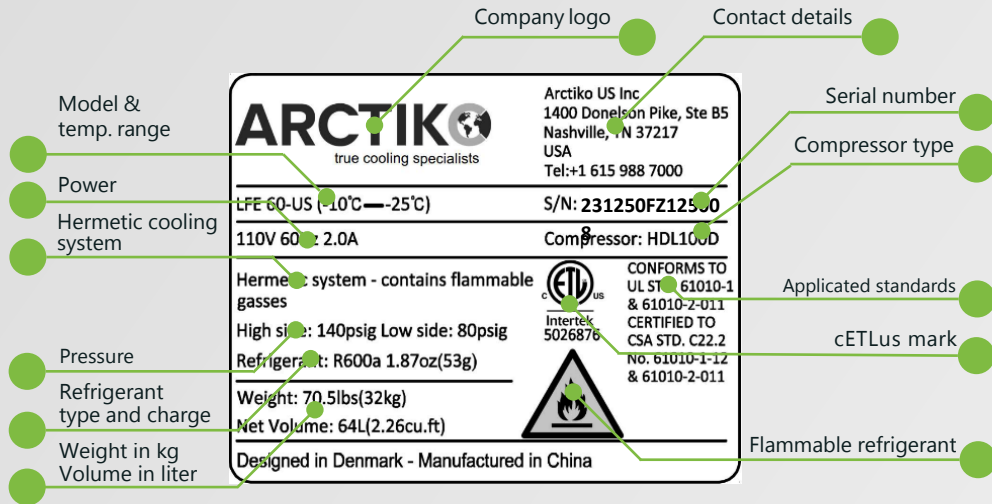 Company logo
Contact details
Model &
temp. range
Power
Hermetic cooling
system
Pressure
Refrigerant
type and charge
Weight in kg
Volume in liter
ARCTIKO
true cooling specialists
Arctiko US Inc
1400 Donelson Pike, Ste B5
Nashville, TN 37217
USA
Tel:+1 615 988 7000
LFE 60-US (-10°C—-25°C)
S/N: 231250FZ12500
8
110V 60Hz 2.0A
Compressor: HDL100D
Hermetic system - contains flammable
gasses
High side: 140psig Low side: 80psig
Refrigerant: R600a 1.87oz(53g)
Weight: 70.5lbs(32kg)
Net Volume: 64L(2.26cu.ft)
ETL
C US
Intertek
5026876
CONFORMS TO
UL STD. 61010-1
& 61010-2-011
CERTIFIED TO
CSA STD. C22.2
No. 61010-1-12
& 61010-2-011
Designed in Denmark - Manufactured in China
Serial number
Compressor type
Applicated standards
cETLus mark
Flammable refrigerant